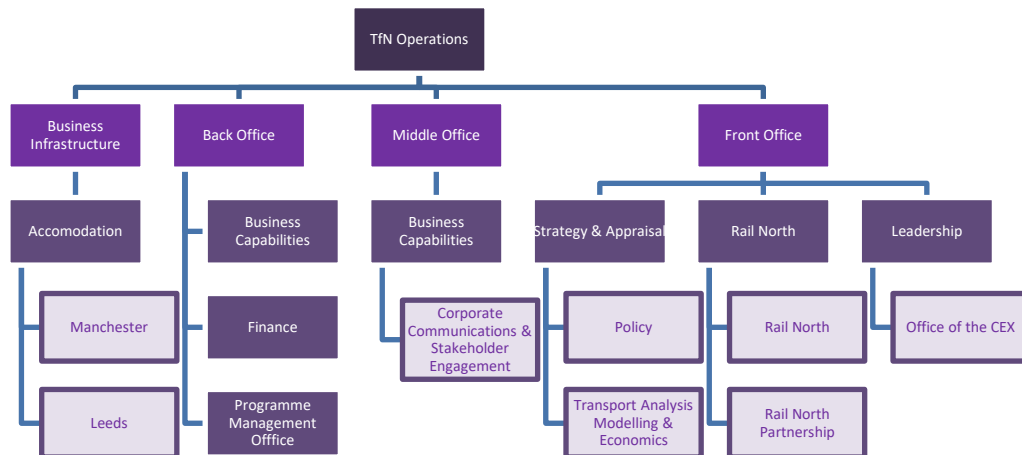 TfN Operations
Business
Infrastructure
Back Office
Middle Office
Front Office
Accomodation
Business
Capabilities
Business
Capabilities
Strategy & Appraisal
Rail North
Leadership
Manchester
Finance
Corporate
Communications &
Stakeholder
Engagement
Policy
Rail North
Office of the CEX
Leeds
Programme
Management
Offfice
Transport Analysis
Modelling &
Economics
Rail North
Partnership